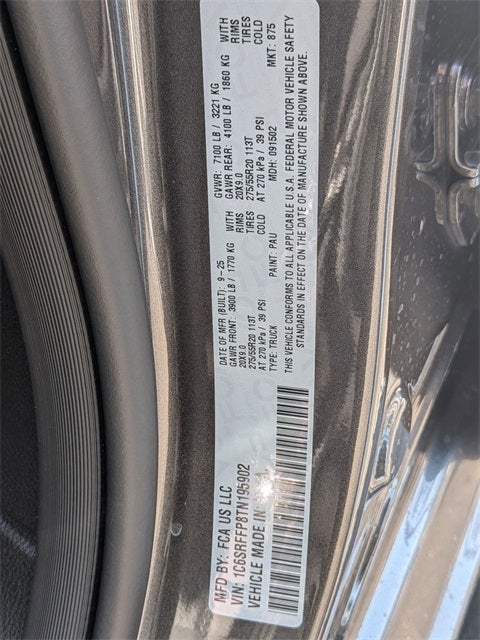 MFD BY: FCA US LLC
VIN: 1C6SRFFP8TN195902
VEHICLE MADE IN
DATE OF MFR (BUILT): 9 - 25
GVWR: 7100 LB / 3221 KG
GAWR FRONT: 3900 LB / 1770 KG WITH
GAWR REAR: 4100 LB / 1860 KG WITH
20X9.0 RIMS
20X9.0 RIMS
275/55R20 113T TIRES
275/55R20 113T TIRES
AT 270 kPa / 39 PSI COLD
AT 270 kPa / 39 PSI COLD
TYPE: TRUCK PAINT: PAU MDH: 091502 MKT: 875
THIS VEHICLE CONFORMS TO ALL APPLICABLE U.S.A. FEDERAL MOTOR VEHICLE SAFETY
STANDARDS IN EFFECT ON THE DATE OF MANUFACTURE SHOWN ABOVE.